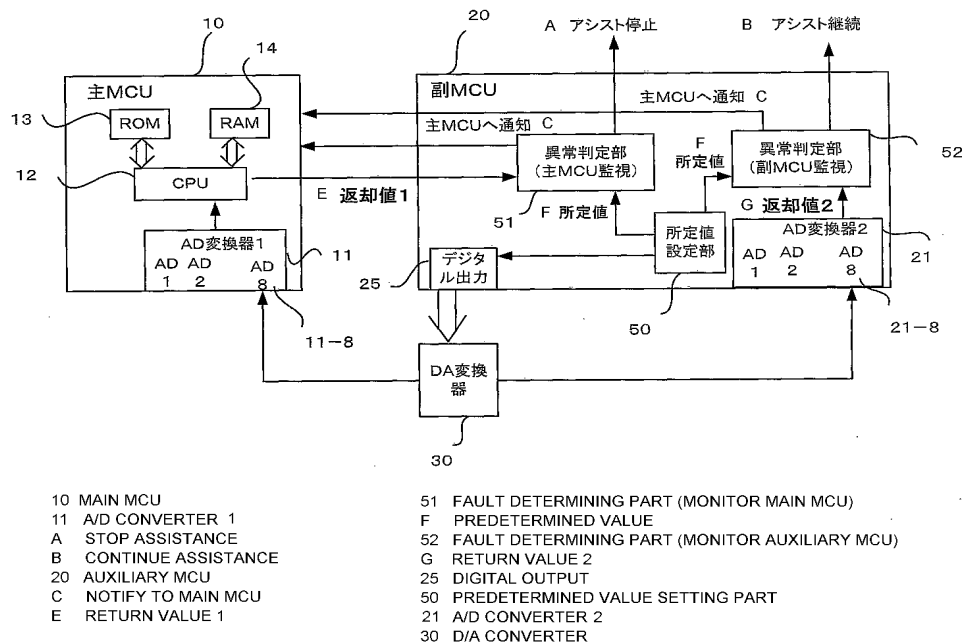 10
20
A アシスト停止
B アシスト継続
主MCU
14
副MCU
13
ROM
RAM
主MCUへ通知 C
主MCUへ通知 C
12
CPU
E 返却値1
異常判定部
(主MCU監視)
51
F
所定値
異常判定部
(副MCU監視)
52
F 所定値
G 返却値2
AD変換器1
AD
1
AD
2
AD
8
11
11-8
25
デジタ
ル出力
所定値
設定部
50
AD変換器2
AD
1
AD
2
AD
8
21
21-8
DA変換
器
30
10 MAIN MCU
11 A/D CONVERTER 1
A STOP ASSISTANCE
B CONTINUE ASSISTANCE
20 AUXILIARY MCU
C NOTIFY TO MAIN MCU
E RETURN VALUE 1
51 FAULT DETERMINING PART (MONITOR MAIN MCU)
F PREDETERMINED VALUE
52 FAULT DETERMINING PART (MONITOR AUXILIARY MCU)
G RETURN VALUE 2
25 DIGITAL OUTPUT
50 PREDETERMINED VALUE SETTING PART
21 A/D CONVERTER 2
30 D/A CONVERTER